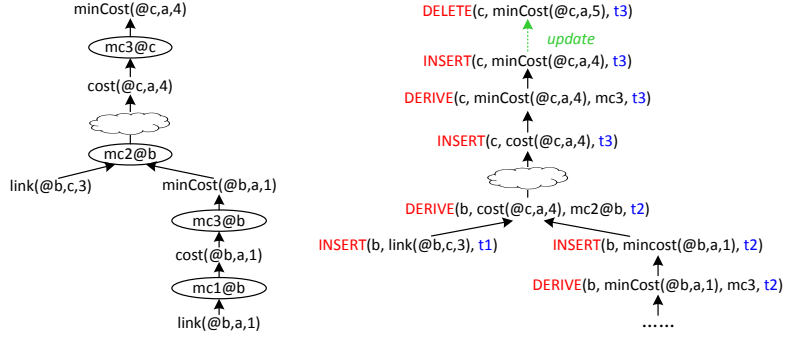 minCost(@c,a,4)
mc3@c
cost(@c,a,4)
mc2@b
link(@b,c,3)
minCost(@b,a,1)
mc3@b
cost(@b,a,1)
mc1@b
link(@b,a,1)
DELETE(c, minCost(@c,a,5), t3)
update
INSERT(c, minCost(@c,a,4), t3)
DERIVE(c, minCost(@c,a,4), mc3, t3)
INSERT(c, cost(@c,a,4), t3)
DERIVE(b, cost(@c,a,4), mc2@b, t2)
INSERT(b, link(@b,c,3), t1)
INSERT(b, mincost(@b,a,1), t2)
DERIVE(b, minCost(@b,a,1), mc3, t2)
……